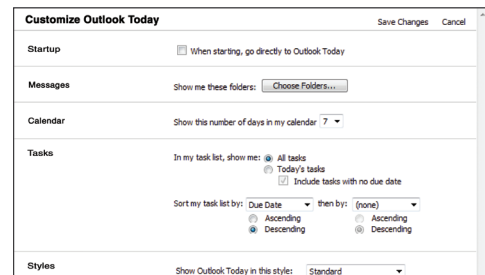 Customize Outlook Today Save Changes Cancel
Startup When starting, go directly to Outlook Today
Messages Show me these folders: Choose Folders...
Calendar Show this number of days in my calendar 7
Tasks In my task list, show me: All tasks
Today's tasks
Include tasks with no due date
Sort my task list by: Due Date then by: (none)
Ascending Ascending
Descending Descending
Styles Show Outlook Today in this style: Standard